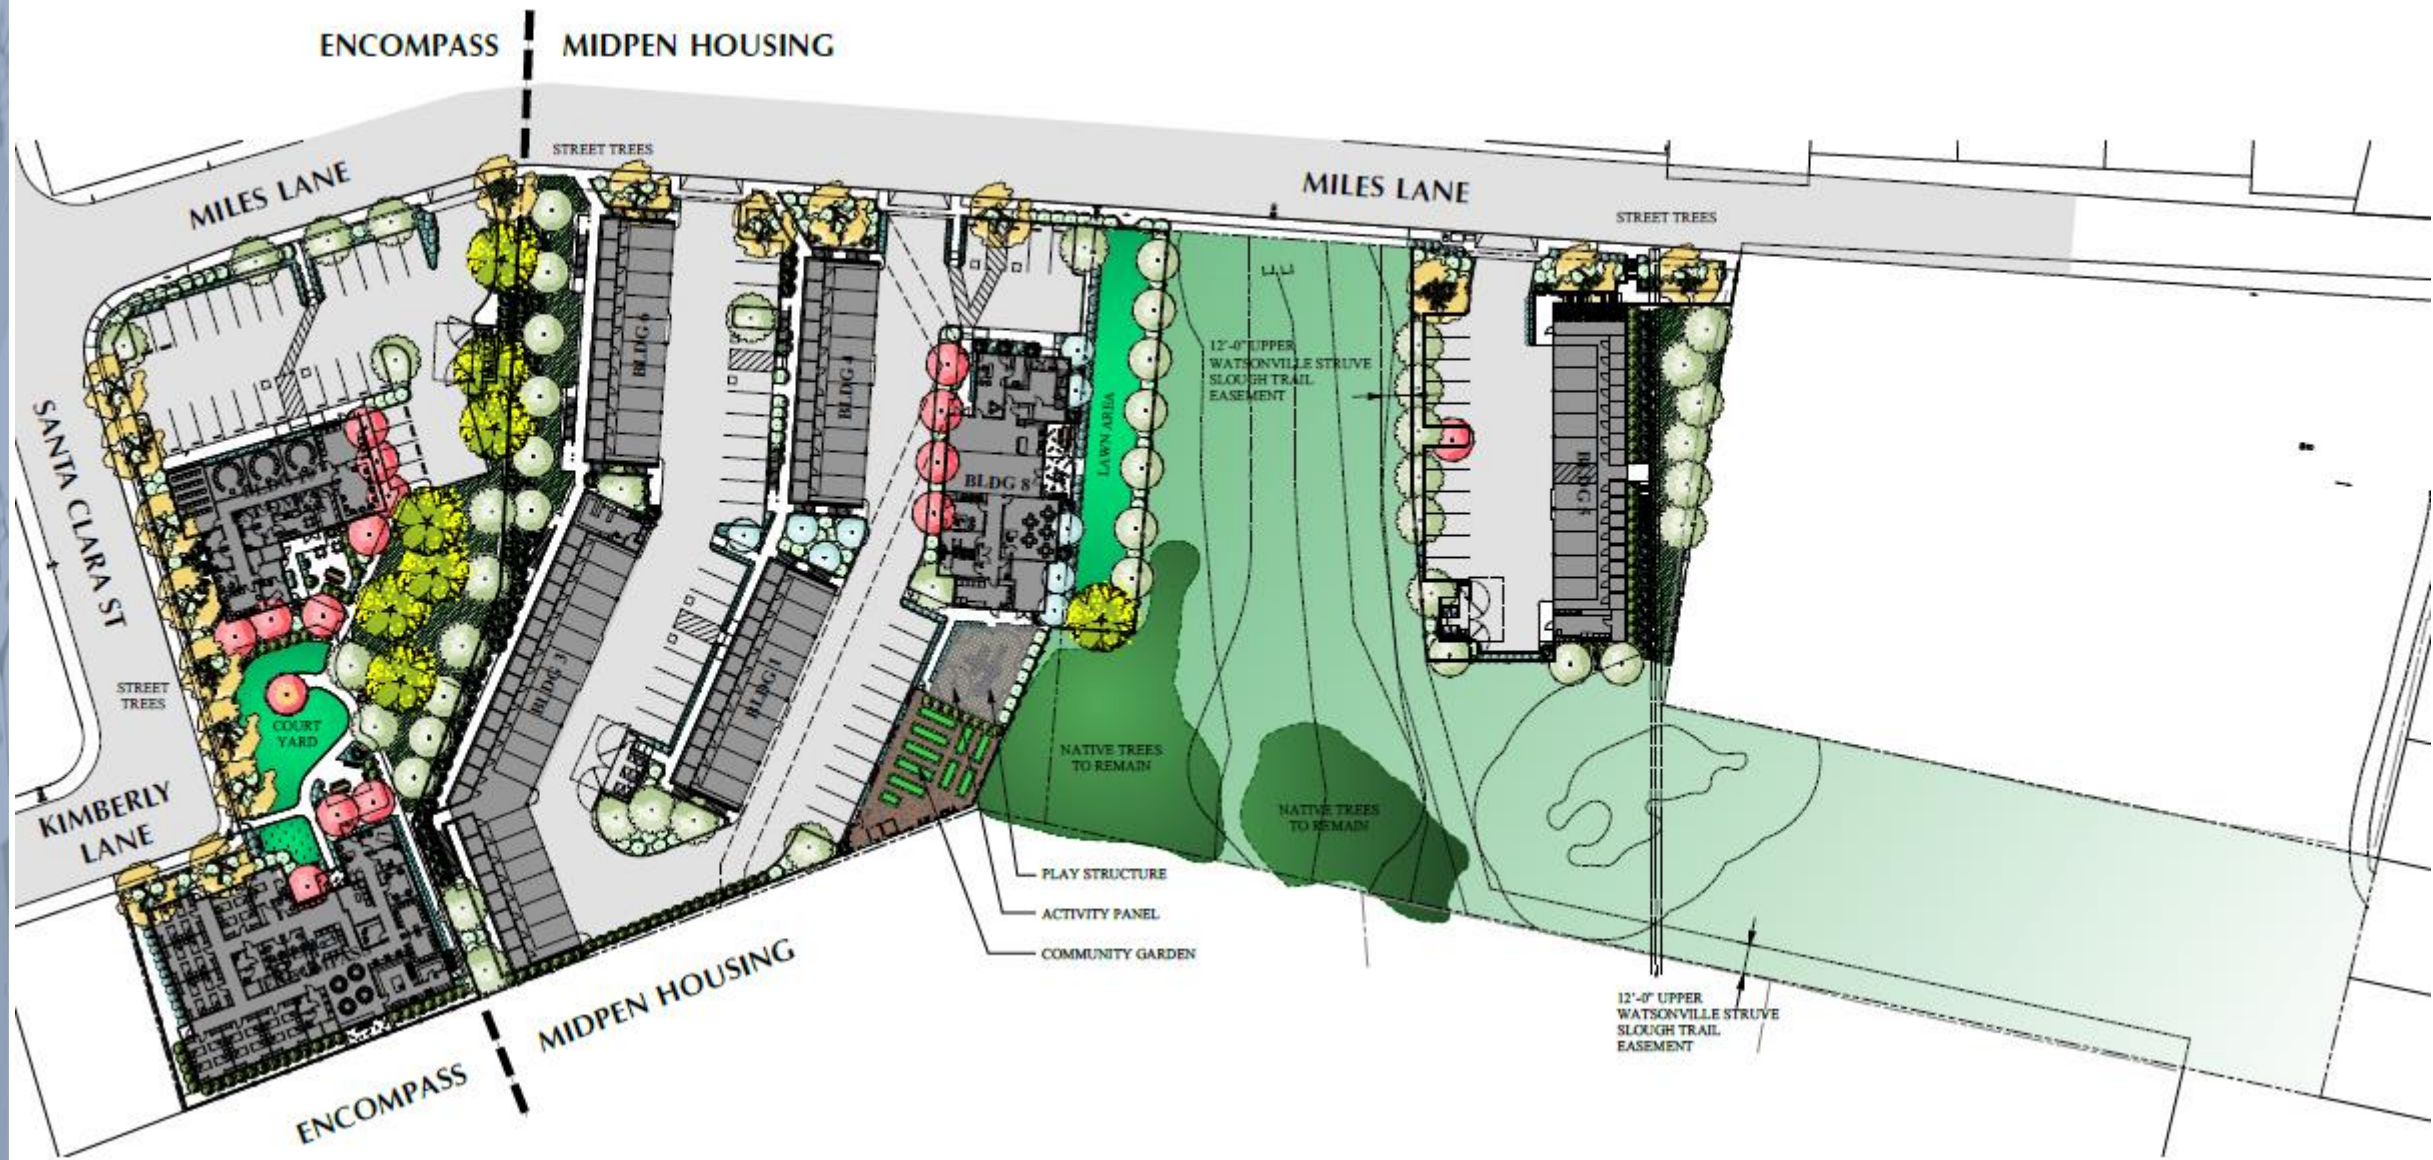 ENCOMPASS
MIDPEN HOUSING
STREET TREES
MILES LANE
MILES LANE
STREET TREES
BLDG 6
BLDG 4
12'-0" UPPER
WATSONVILLE STRUVE
SLOUGH TRAIL
EASEMENT
LAWN AREA
SANTA CLARA ST
BLDG 8
BLDG 5
BLDG 3
BLDG 1
STREET
TREES
COURT
YARD
NATIVE TREES
TO REMAIN
NATIVE TREES
TO REMAIN
KIMBERLY
LANE
PLAY STRUCTURE
ACTIVITY PANEL
COMMUNITY GARDEN
MIDPEN HOUSING
ENCOMPASS
12'-0" UPPER
WATSONVILLE STRUVE
SLOUGH TRAIL
EASEMENT